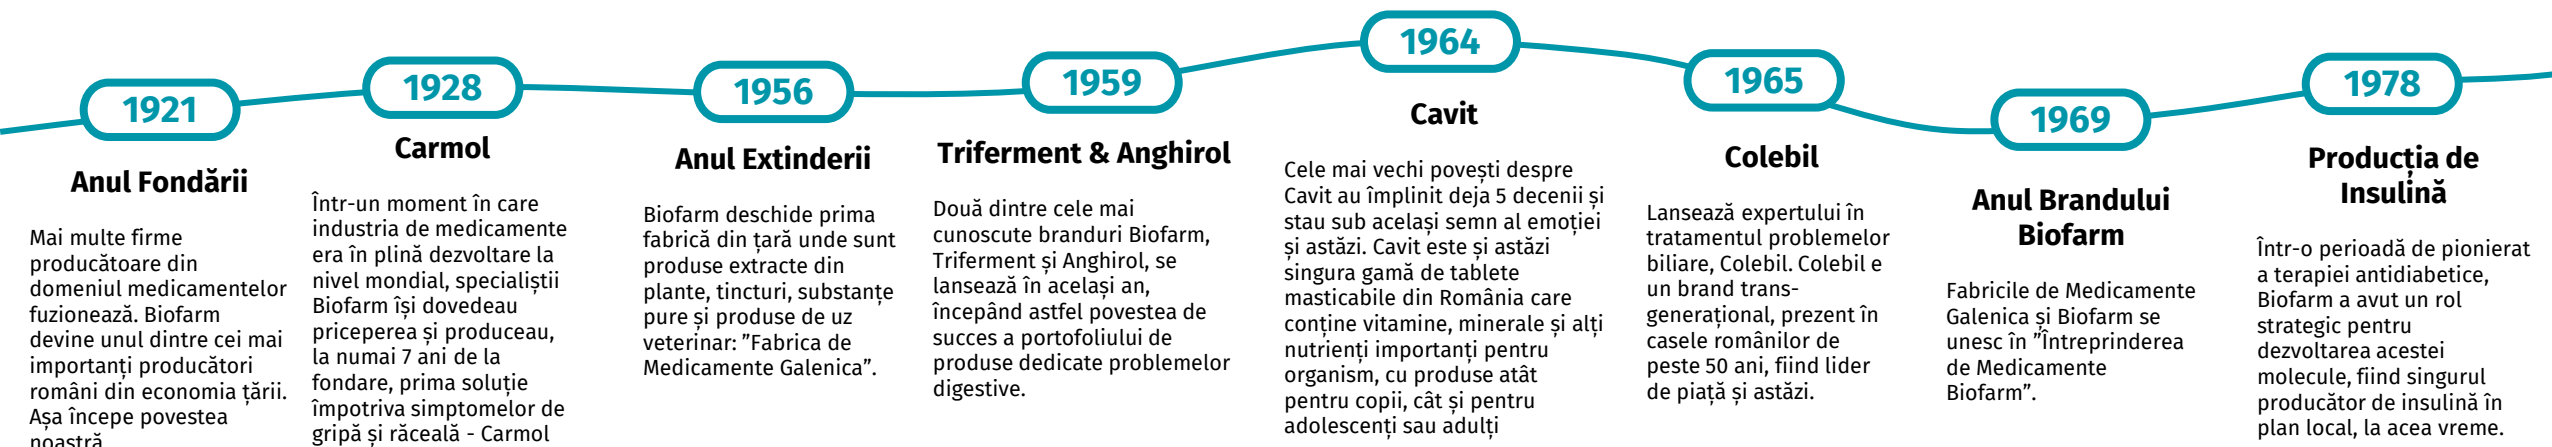 1921
Anul Fondării
Mai multe firme
producătoare din
domeniul medicamentelor
fuzionează. Biofarm
devine unul dintre cei mai
importanți producători
români din economia țării.
Așa începe povestea
noastră
1928
Carmol
Într-un moment în care
industria de medicamente
era în plină dezvoltare la
nivel mondial, specialiștii
Biofarm își dovedeau
priceperea și produceau,
la numai 7 ani de la
fondare, prima soluție
împotriva simptomelor de
gripă și răceală - Carmol
1956
Anul Extinderii
Biofarm deschide prima
fabrică din țară unde sunt
produse extracte din
plante, tincturi, substanțe
pure și produse de uz
veterinar: ”Fabrica de
Medicamente Galenica”.
1959
Triferment & Anghirol
Două dintre cele mai
cunoscute branduri Biofarm,
Triferment și Anghirol, se
lansează în același an,
începând astfel povestea de
succes a portofoliului de
produse dedicate problemelor
digestive.
1964
Cavit
Cele mai vechi povești despre
Cavit au împlinit deja 5 decenii și
stau sub același semn al emoției
și astăzi. Cavit este și astăzi
singura gamă de tablete
masticabile din România care
conține vitamine, minerale și alți
nutrienți importanți pentru
organism, cu produse atât
pentru copii, cât și pentru
adolescenți sau adulți
1965
Colebil
Lansează expertului în
tratamentul problemelor
biliare, Colebil. Colebil e
un brand trans-
generațional, prezent în
casele românilor de
peste 50 ani, fiind lider
de piață și astăzi.
1969
Anul Brandului
Biofarm
Fabricile de Medicamente
Galenica și Biofarm se
unesc în ”Întreprinderea
de Medicamente
Biofarm”.
1978
Producția de
Insulină
Într-o perioadă de pionierat
a terapiei antidiabetice,
Biofarm a avut un rol
strategic pentru
dezvoltarea acestei
molecule, fiind singurul
producător de insulină în
plan local, la acea vreme.